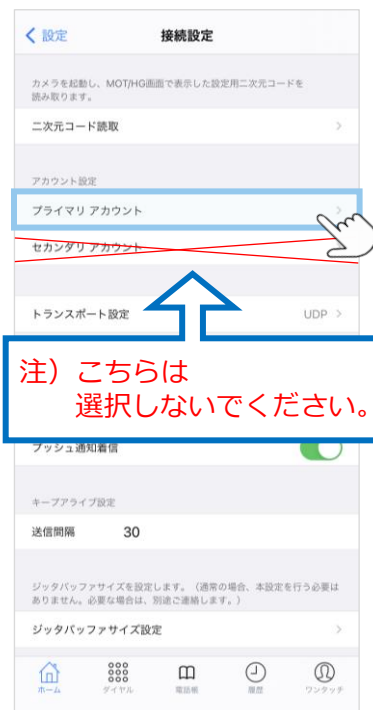 設定
接続設定
カメラを起動し、MOT/HG画面で表示した設定用二次元コードを
読み取ります。
二次元コード読取
アカウント設定
プライマリ アカウント
セカンダリ アカウント
トランスポート設定 UDP
注）こちらは
選択しないでください。
プッシュ通知着信
キープアライブ設定
送信間隔 30
ジッタバッファサイズを設定します。（通常の場合、本設定を行う必要は
ありません。必要な場合は、別途ご連絡します。）
ジッタバッファサイズ設定
ホーム ダイヤル 電話帳 履歴 ワンタッチ